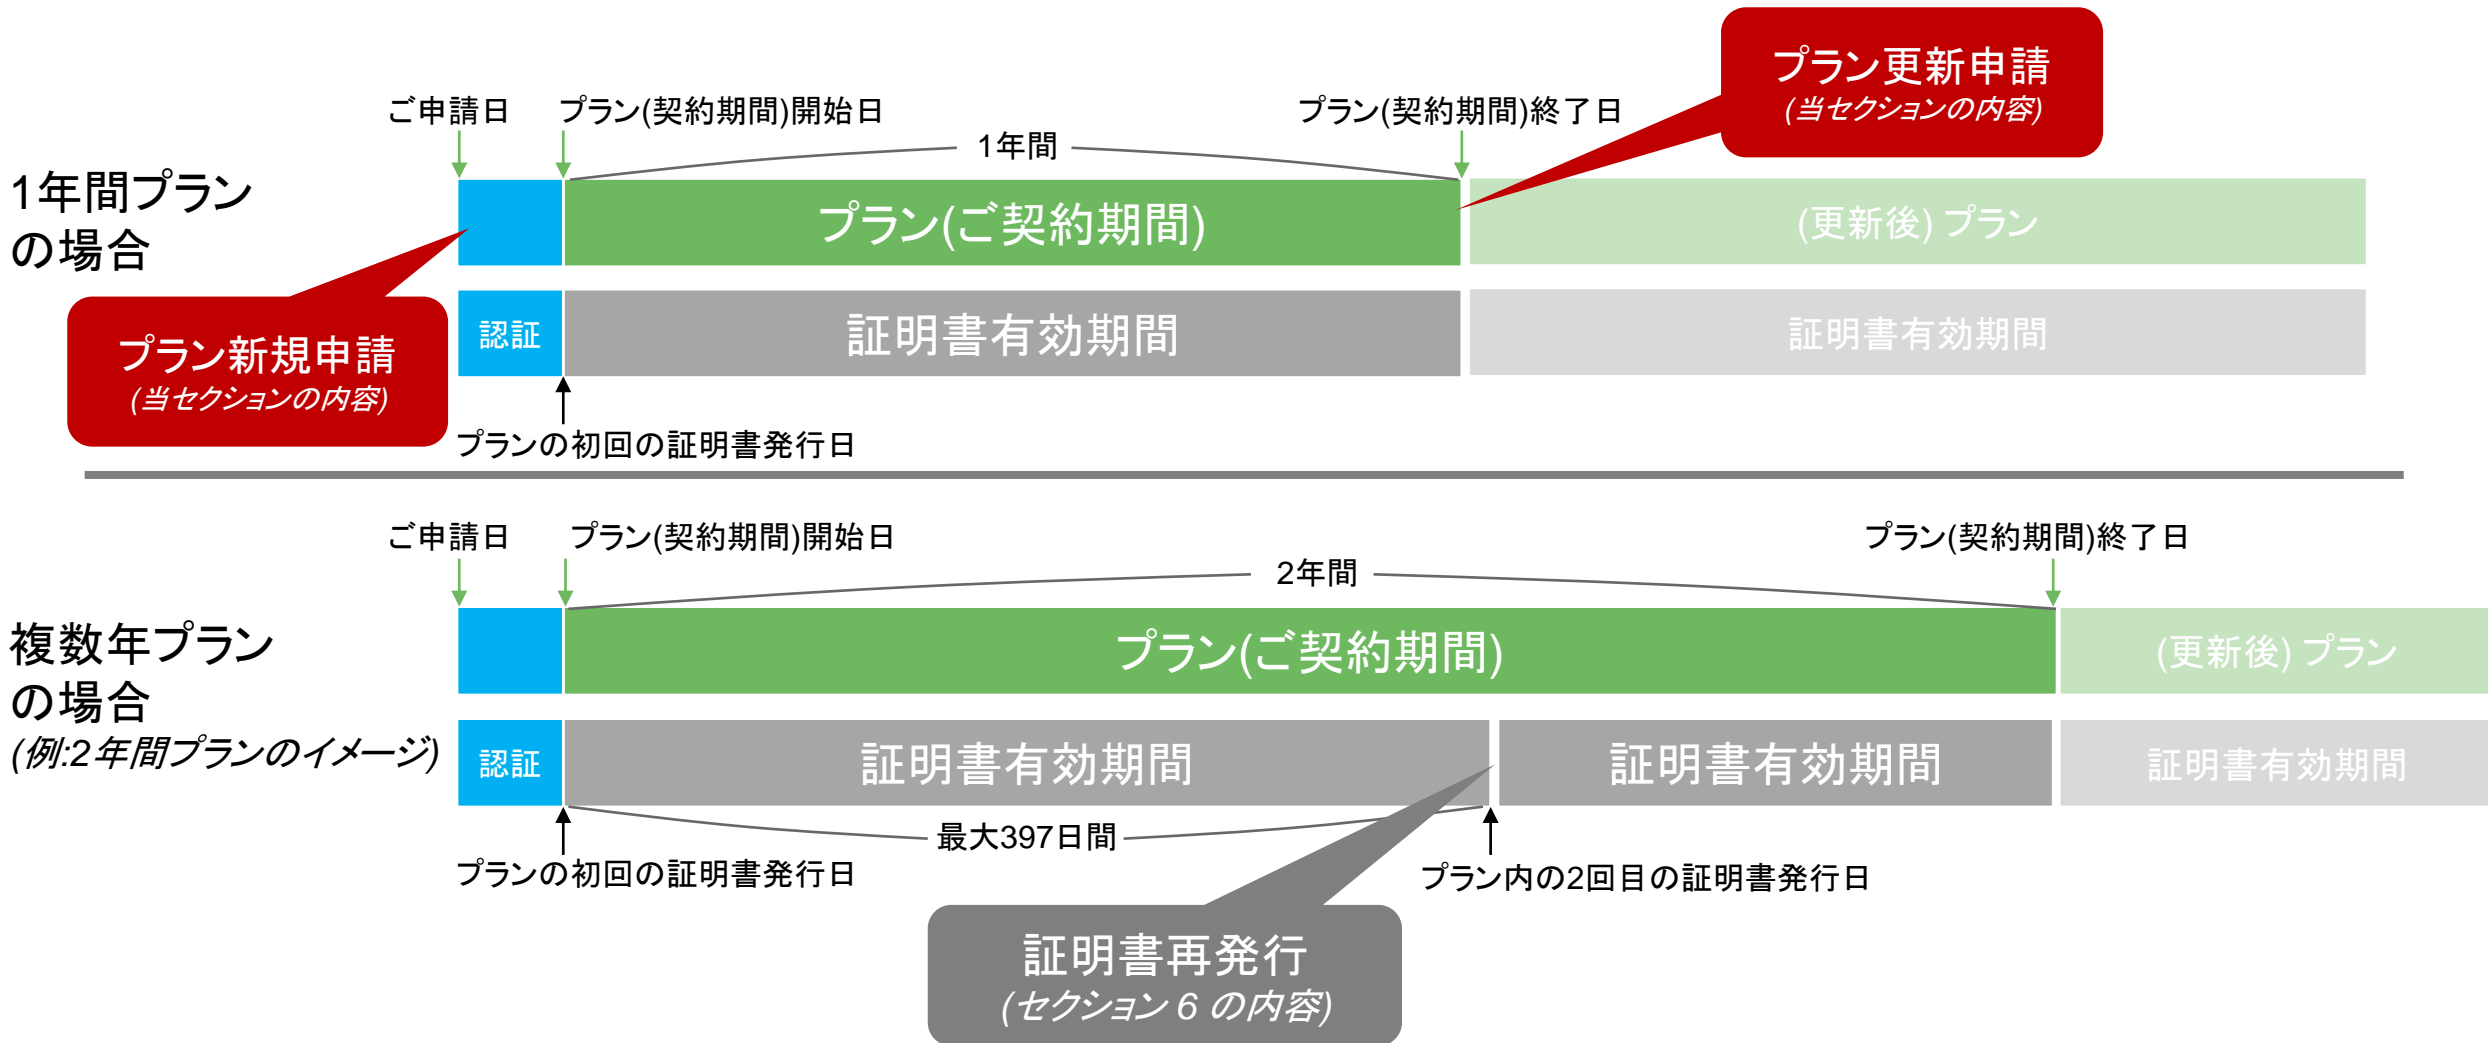 プラン更新申請
(当セクションの内容)
ご申請日
プラン(契約期間)開始日
プラン(契約期間)終了日
1年間
1年間プラン
の場合
プラン(ご契約期間)
(更新後) プラン
認証
証明書有効期間
証明書有効期間
プラン新規申請
(当セクションの内容)
プランの初回の証明書発行日
ご申請日
プラン(契約期間)開始日
プラン(契約期間)終了日
2年間
複数年プラン
の場合
(例:2年間プランのイメージ)
プラン(ご契約期間)
(更新後) プラン
認証
証明書有効期間
証明書有効期間
証明書有効期間
最大397日間
プランの初回の証明書発行日
プラン内の2回目の証明書発行日
証明書再発行
(セクション 6 の内容)